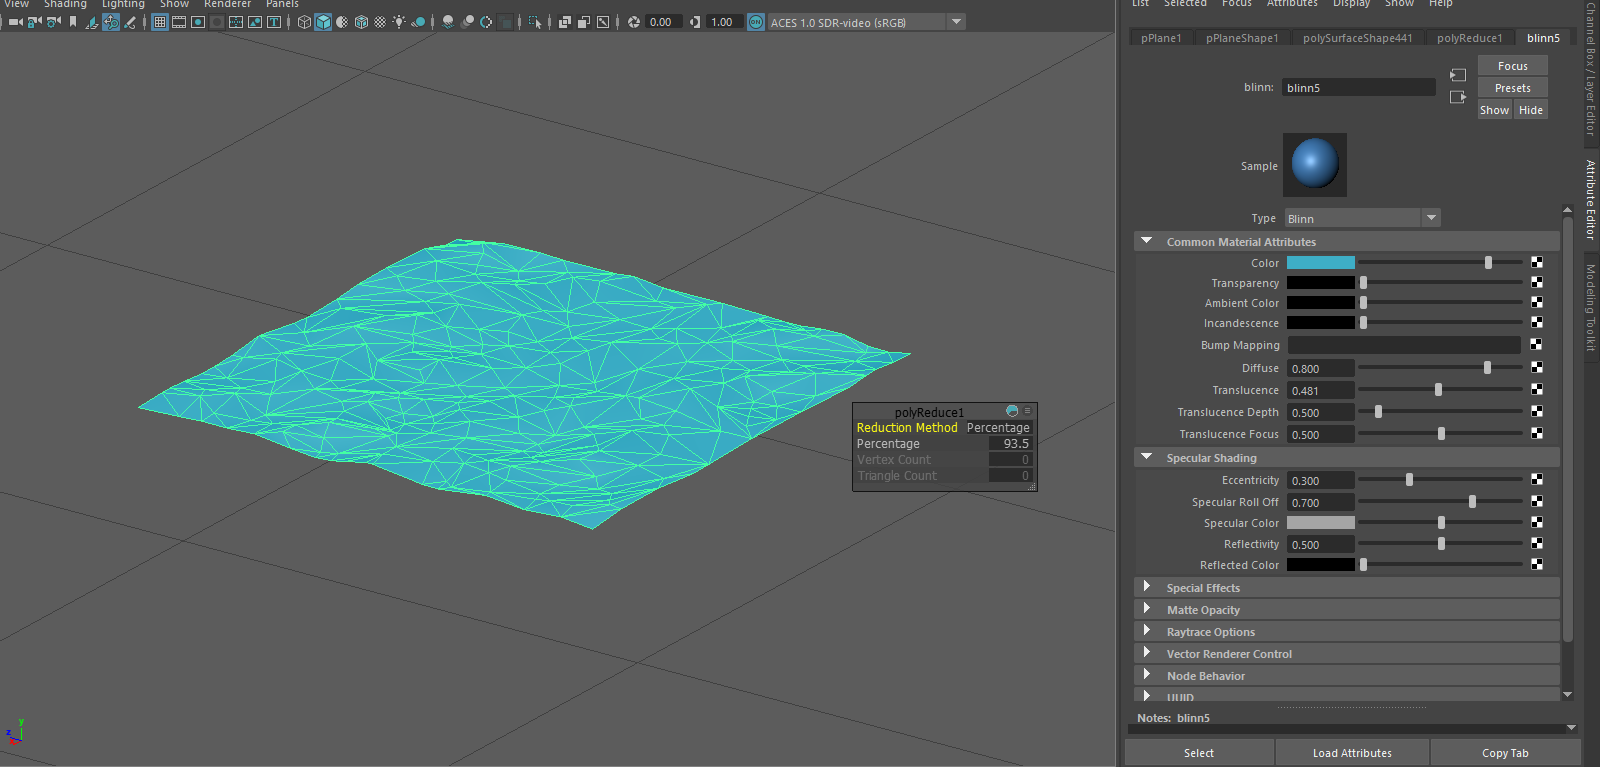 View Shading Lighting Show Renderer Panels
0.00 1.00 ON ACES 1.0 SDR-video (sRGB)
polyReduce1
Reduction Method Percentage
Percentage 93.5
Vertex Count 0
Triangle Count 0
y
z
List Selected Focus Attributes Display Show Help
pPlane1 pPlaneShape1 polySurfaceShape441 polyReduce1 blinn5
blinn: blinn5
Focus
Presets
Show Hide
Sample
Type Blinn
Common Material Attributes
Color
Transparency
Ambient Color
Incandescence
Bump Mapping
Diffuse 0.800
Translucence 0.481
Translucence Depth 0.500
Translucence Focus 0.500
Specular Shading
Eccentricity 0.300
Specular Roll Off 0.700
Specular Color
Reflectivity 0.500
Reflected Color
Special Effects
Matte Opacity
Raytrace Options
Vector Renderer Control
Node Behavior
UUID
Notes: blinn5
Select Load Attributes Copy Tab
Channel Box / Layer Editor
Attribute Editor
Modeling Toolkit